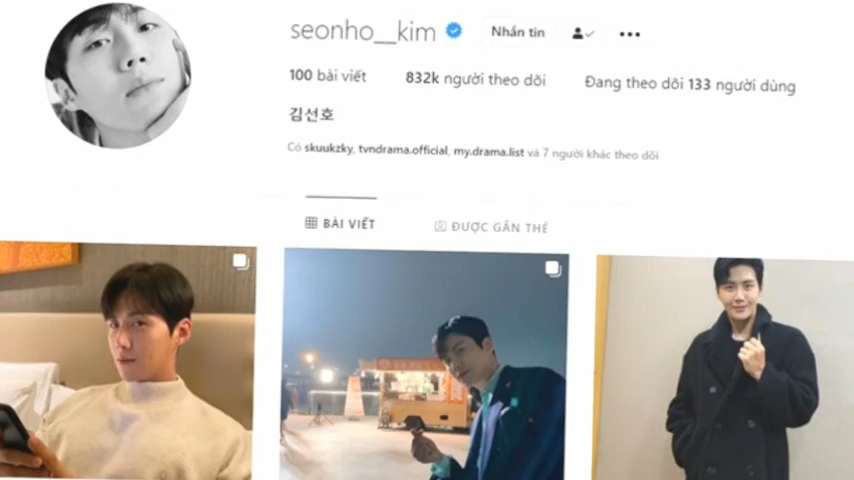 seonho__kim Nhắn tin
100 bài viết 832k người theo dõi Đang theo dõi 133 người dùng
김선호
Có skuukzky, tvndrama.official, my.drama.list và 7 người khác theo dõi
BÀI VIẾT ĐƯỢC GẮN THẺ